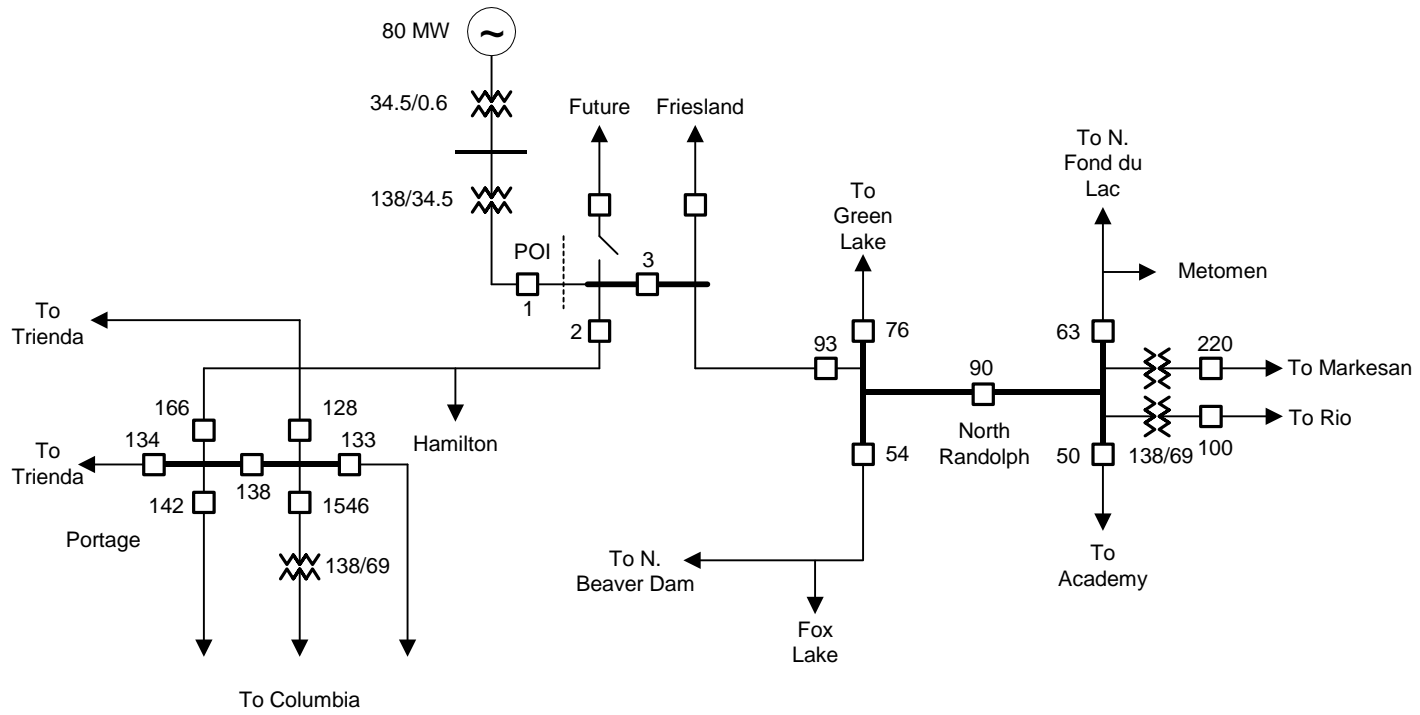 80 MW
~
34.5/0.6
138/34.5
Future
Friesland
POI
1
2
3
To
Trienda
166
128
134
133
To
Trienda
138
142
1546
Portage
138/69
Hamilton
To Columbia
To
Green
Lake
93
76
90
54
North
Randolph
To N.
Beaver Dam
Fox
Lake
To N.
Fond du
Lac
Metomen
63
220
To Markesan
To Rio
50
138/69
100
To
Academy